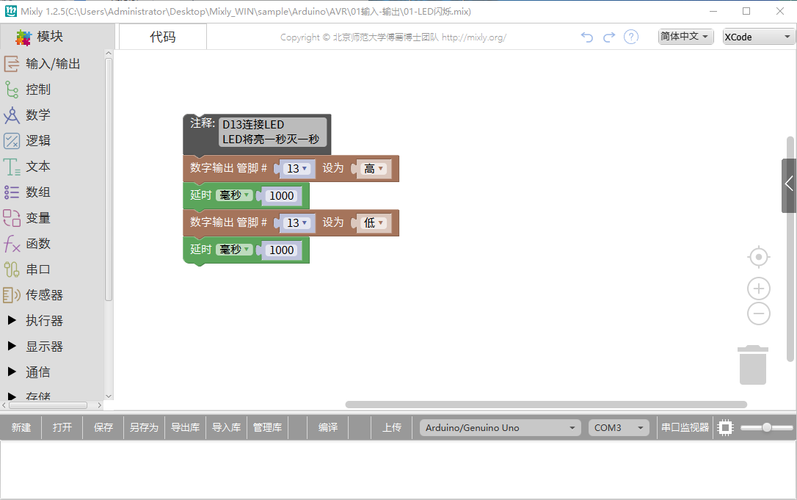 Mixly 1.2.5(C:\Users\Administrator\Desktop\Mixly_WIN\sample\Arduino\AVR\01输入-输出\01-LED闪烁.mix)
模块
代码
Copyright © 北京师范大学傅骞博士团队 http://mixly.org/
?
简体中文
XCode
输入/输出
控制
数学
逻辑
文本
数组
变量
函数
串口
传感器
执行器
显示器
通信
存储
注释: D13连接LED
LED将亮一秒灭一秒
数字输出 管脚 # 13 设为 高
延时 毫秒 1000
数字输出 管脚 # 13 设为 低
延时 毫秒 1000
新建 打开 保存 另存为 导出库 导入库 管理库 编译 上传 Arduino/Genuino Uno COM3 串口监视器